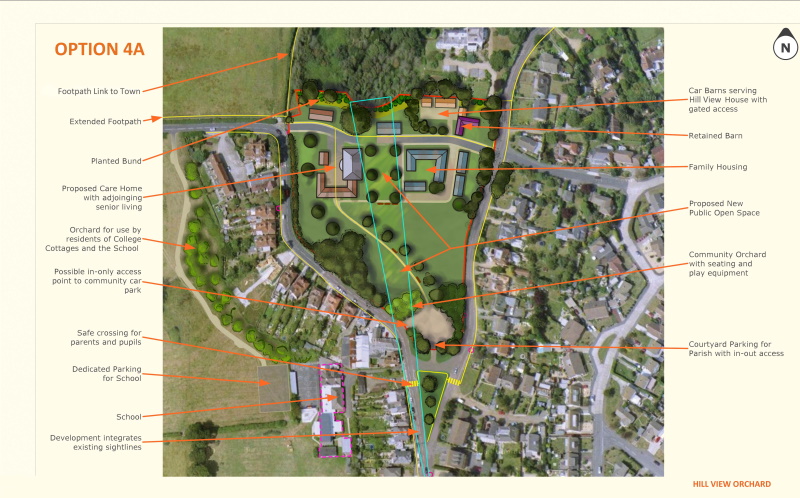 OPTION 4A
N
Footpath Link to Town
Extended Footpath
Planted Bund
Proposed Care Home
with adjoinging
senior living
Orchard for use by
residents of College
Cottages and the School
Possible in-only access
point to community car
park
Safe crossing for
parents and pupils
Dedicated Parking
for School
School
Development integrates
existing sightlines
Car Barns serving
Hill View House with
gated access
Retained Barn
Family Housing
Proposed New
Public Open Space
Community Orchard
with seating and
play equipment
Courtyard Parking for
Parish with in-out access
HILL VIEW ORCHARD